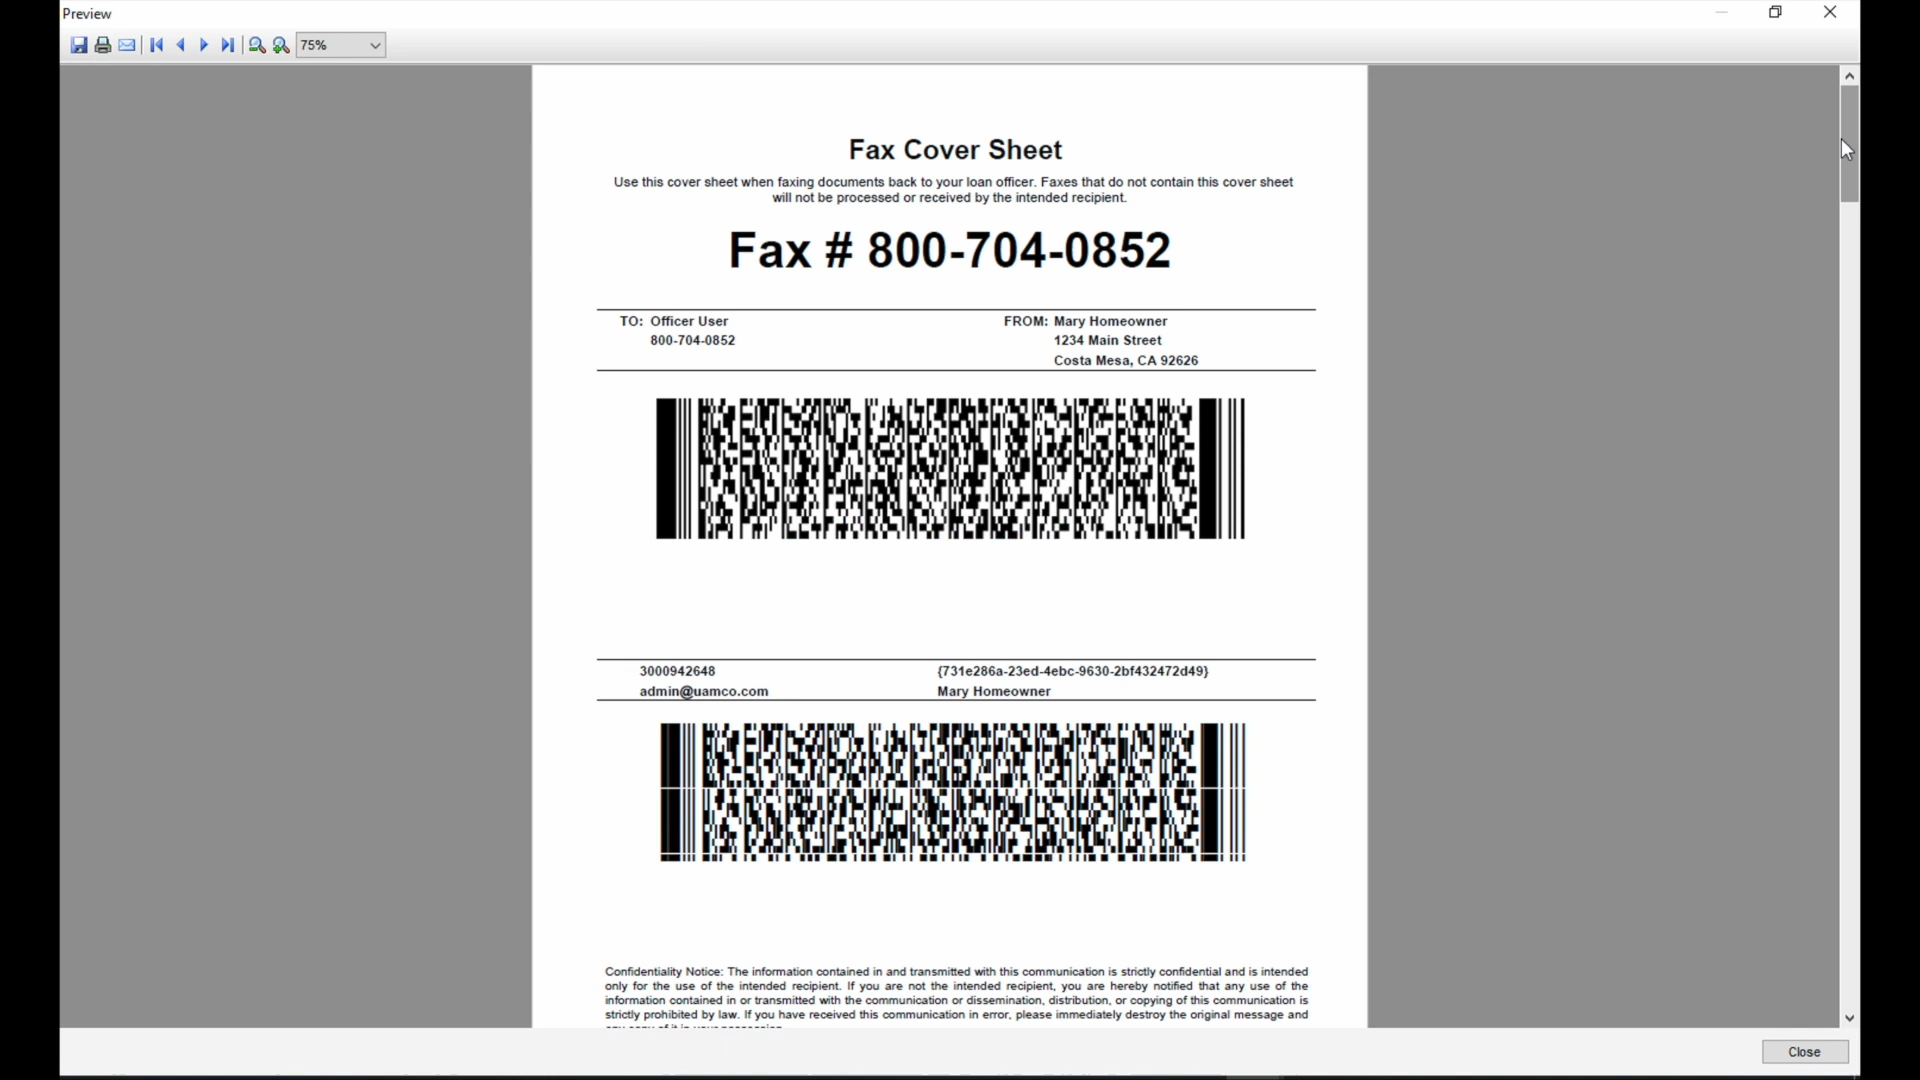 Preview
75%
Fax Cover Sheet
Use this cover sheet when faxing documents back to your loan officer. Faxes that do not contain this cover sheet
will not be processed or received by the intended recipient.
Fax # 800-704-0852
TO: Officer User
800-704-0852
FROM: Mary Homeowner
1234 Main Street
Costa Mesa, CA 92626
3000942648
admin@uamco.com
{731e286a-23ed-4ebc-9630-2bf432472d49}
Mary Homeowner
Confidentiality Notice: The information contained in and transmitted with this communication is strictly confidential and is intended
only for the use of the intended recipient. If you are not the intended recipient, you are hereby notified that any use of the
information contained in or transmitted with the communication or dissemination, distribution, or copying of this communication is
strictly prohibited by law. If you have received this communication in error, please immediately destroy the original message and
Close